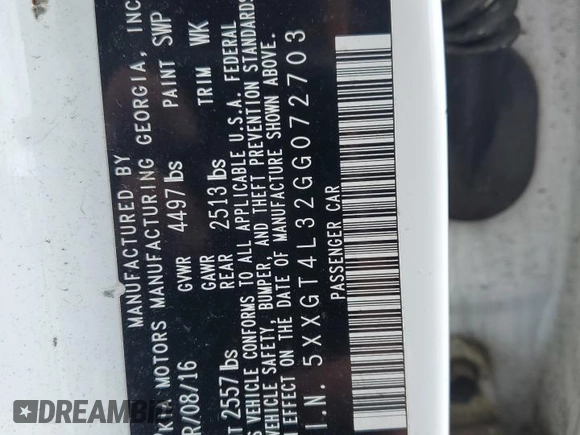 MANUFACTURED BY
MOTORS MANUFACTURING GEORGIA, INC
R/08/16 GVWR 4497 lbs PAINT SWP
GAWR TRIM WK
T 2557 lbs REAR 2513 lbs
VEHICLE CONFORMS TO ALL APPLICABLE U.S.A. FEDERAL
VEHICLE SAFETY, BUMPER, AND THEFT PREVENTION STANDARDS
EFFECT ON THE DATE OF MANUFACTURE SHOWN ABOVE.
I.N. 5XXGT4L32GG072703
PASSENGER CAR
DREAMBID